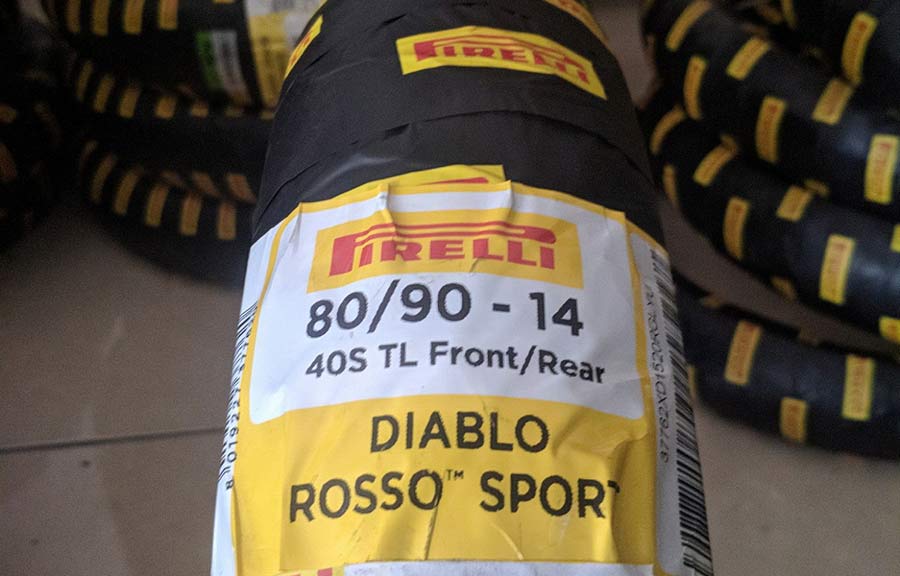 PIRELLI
PIRELLI
80/90 - 14
40S TL Front/Rear
DIABLO
ROSSO™ SPORT